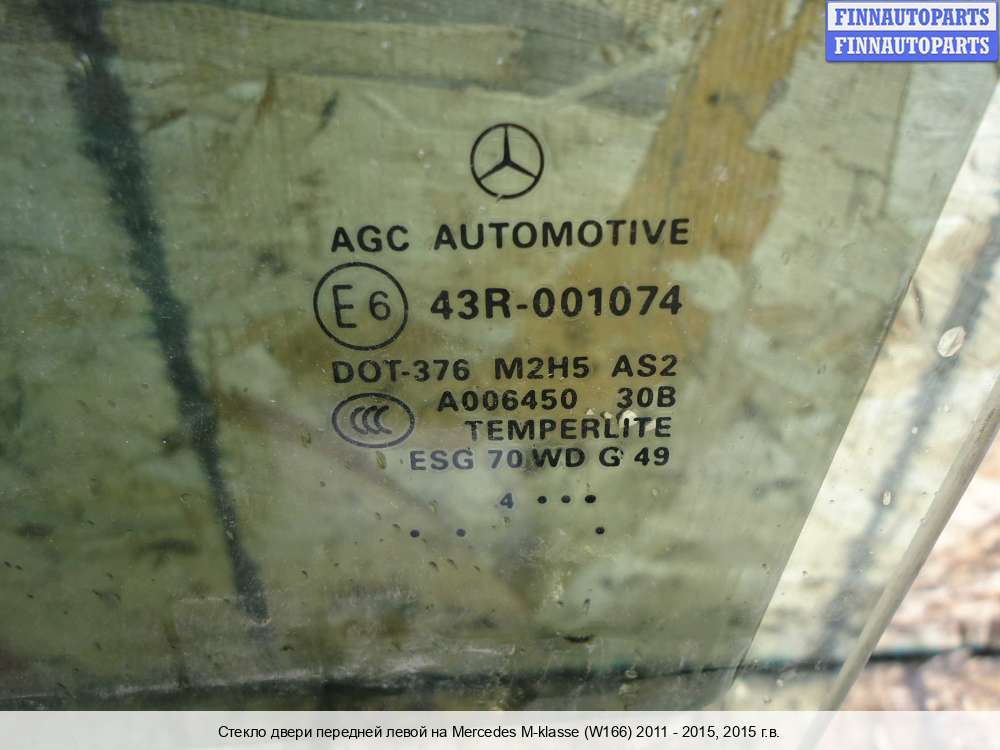 FINNAUTOPARTS
FINNAUTOPARTS
AGC AUTOMOTIVE
E6 43R-001074
DOT-376 M2H5 AS2
A006450 30B
CCC
TEMPERLITE
ESG 70 WD G 49
4 •••
• • •
Стекло двери передней левой на Mercedes M-klasse (W166) 2011 - 2015, 2015 г.в.